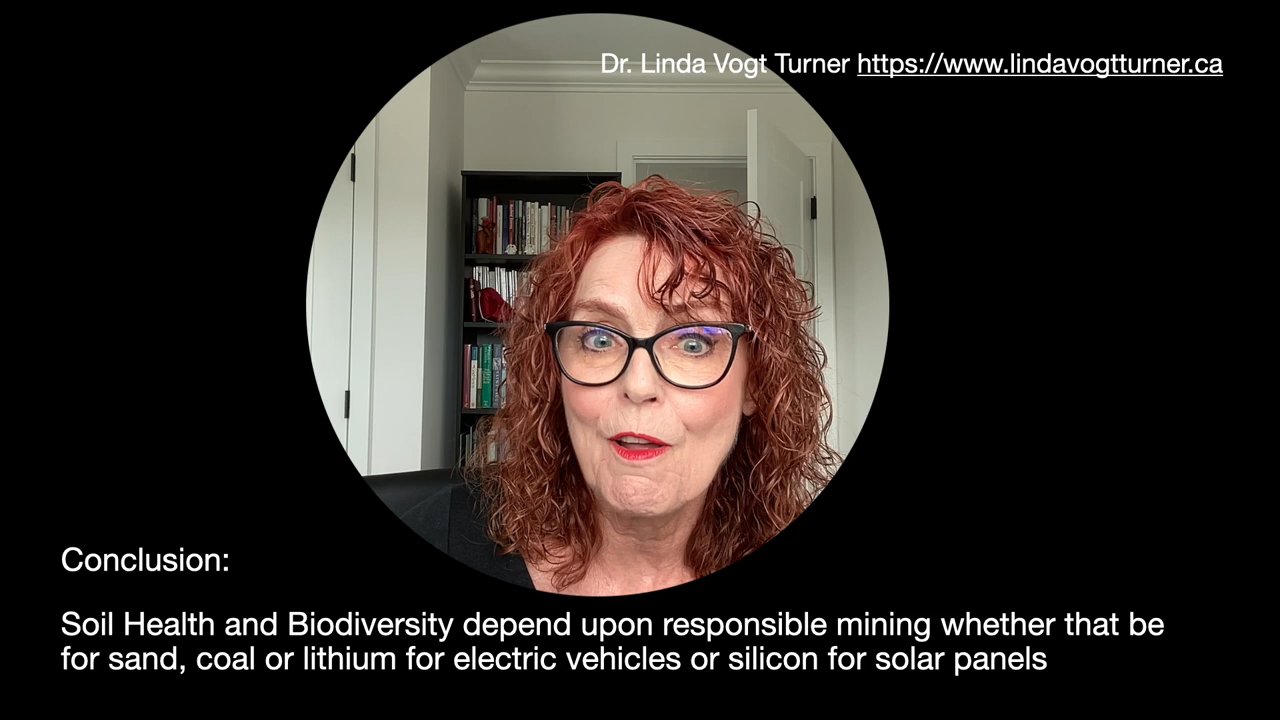 Dr. Linda Vogt Turner https://www.lindavogtturner.ca
Conclusion:
Soil Health and Biodiversity depend upon responsible mining whether that be
for sand, coal or lithium for electric vehicles or silicon for solar panels